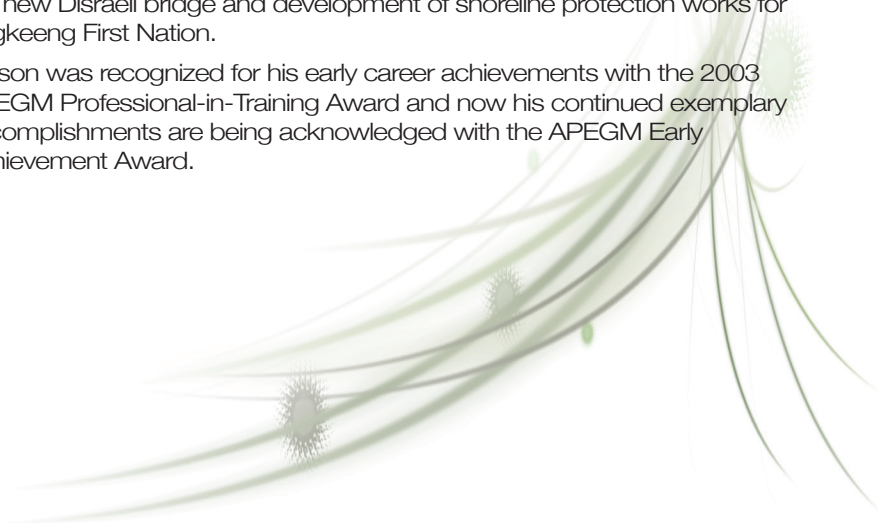 new Disraeli bridge and development of shoreline protection works for
gkeeng First Nation.
son was recognized for his early career achievements with the 2003
EGM Professional-in-Training Award and now his continued exemplary
complishments are being acknowledged with the APEGM Early
hievement Award.